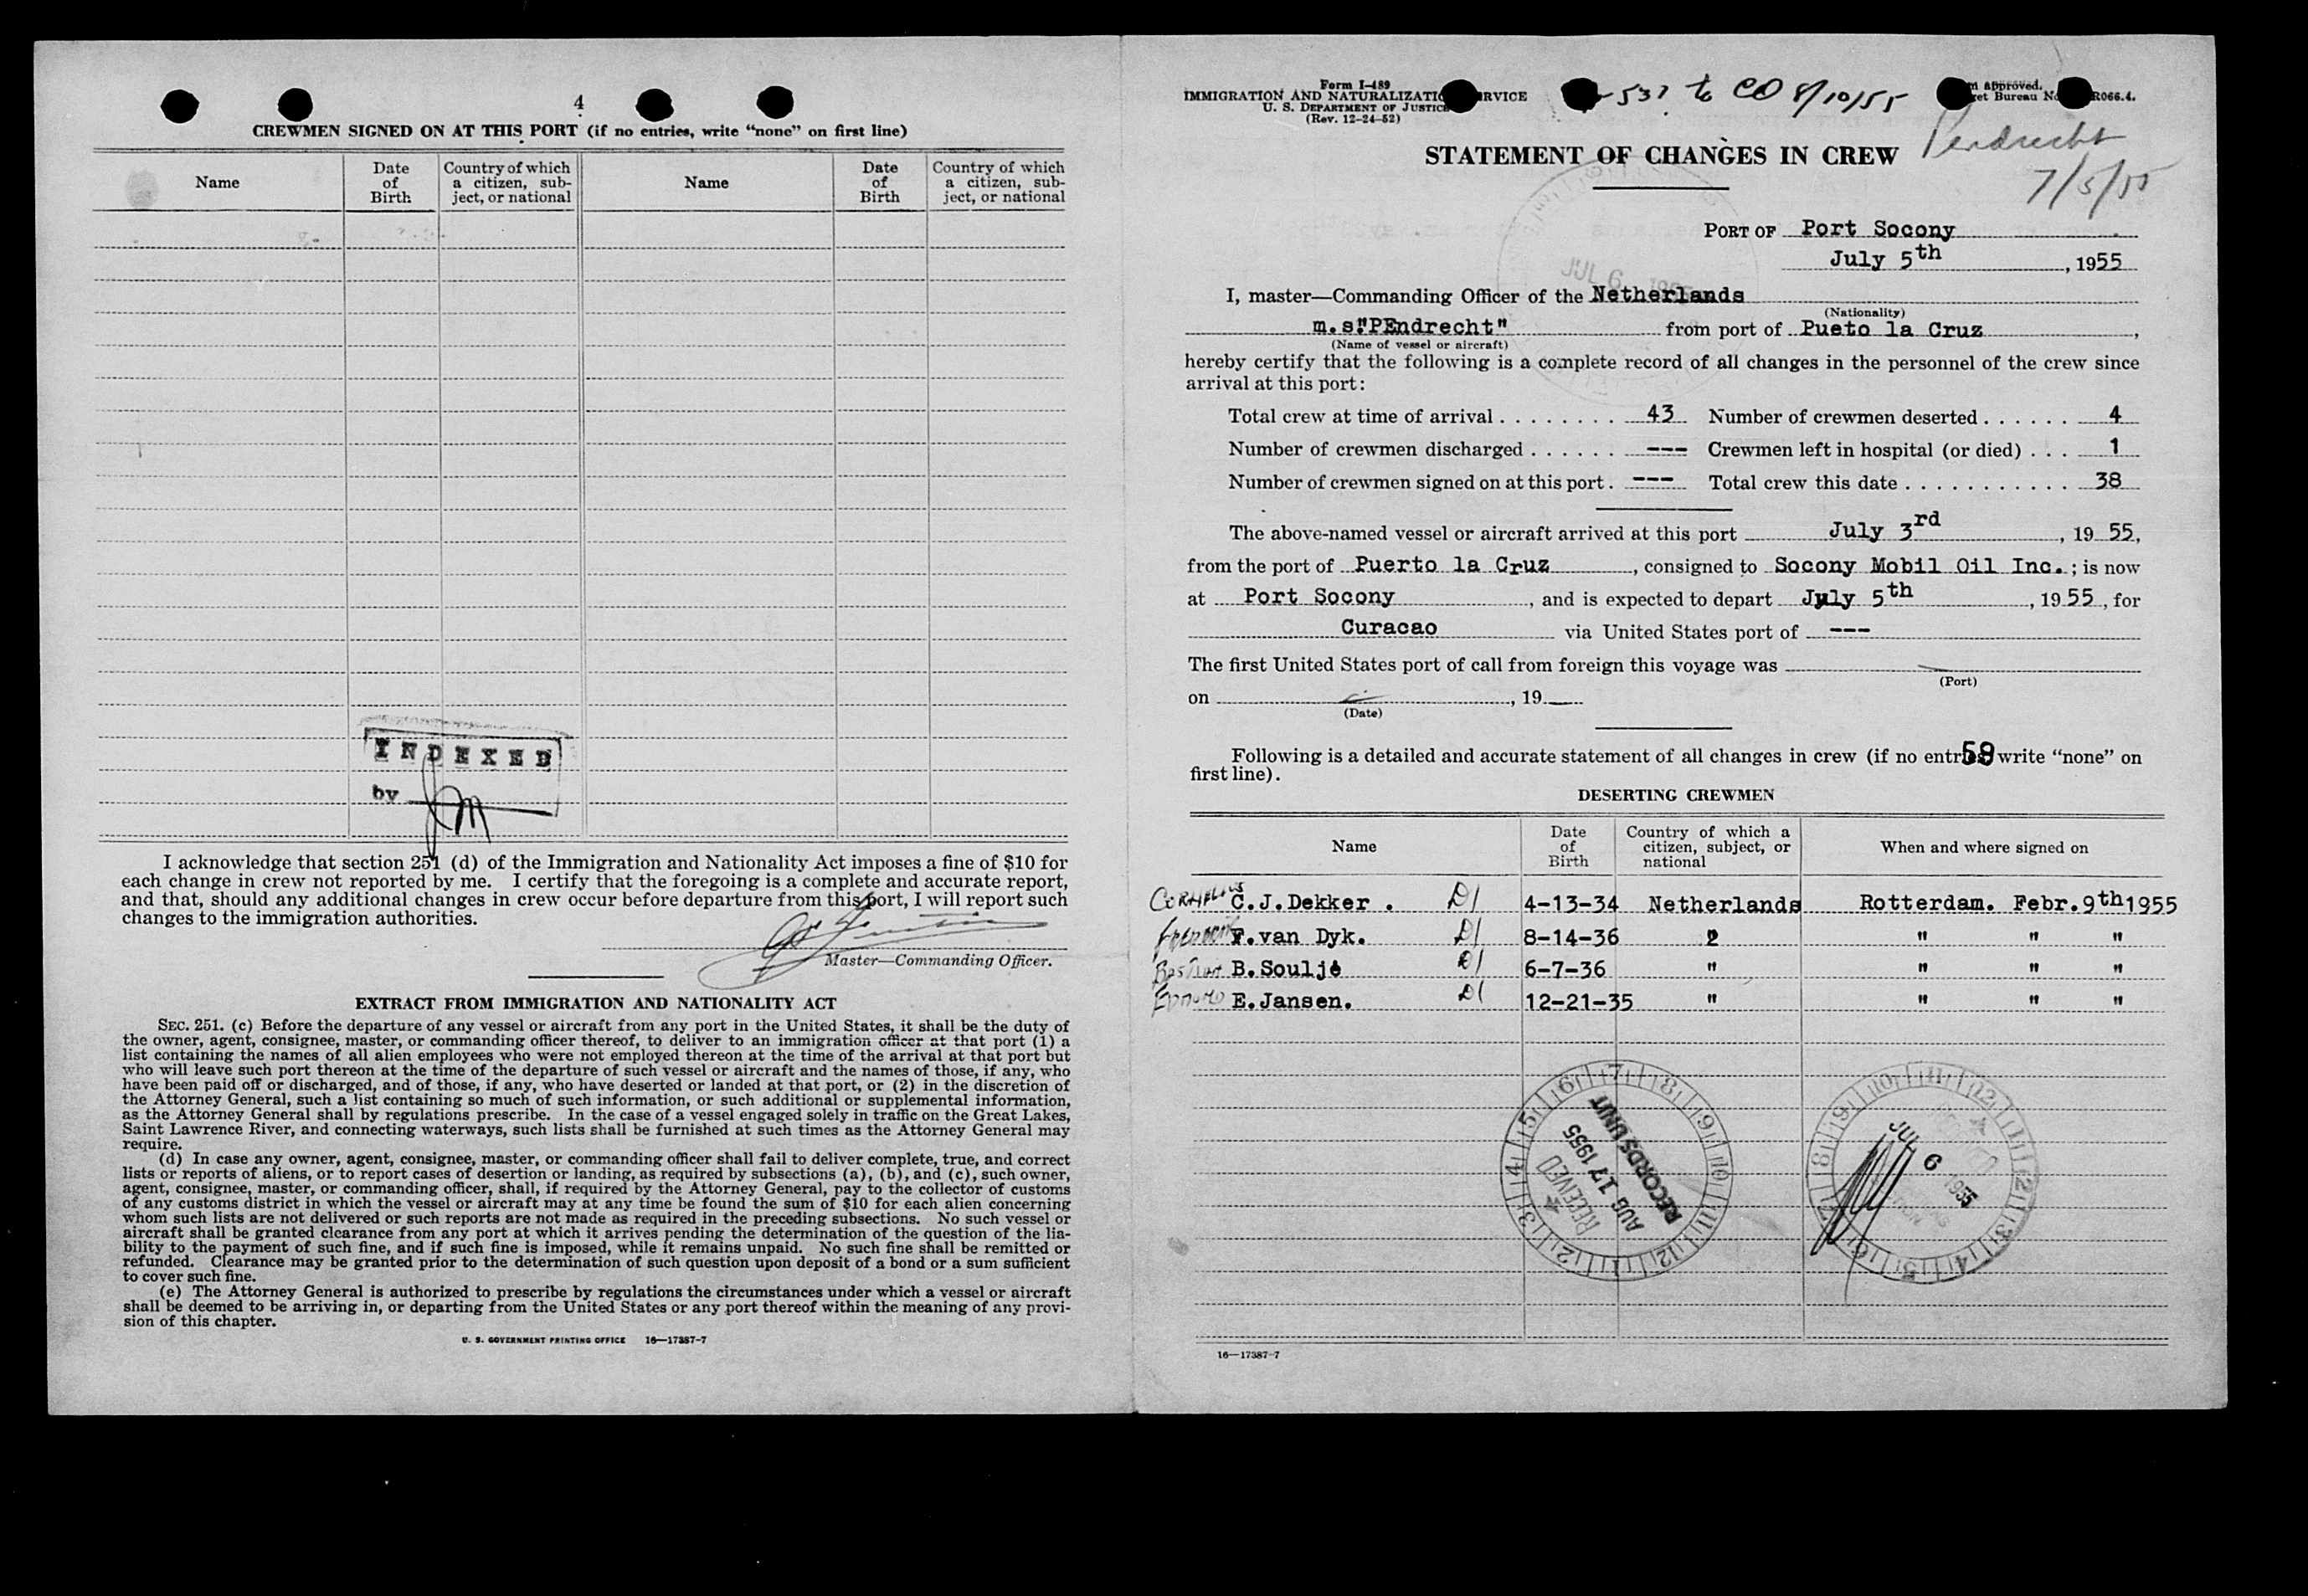 4
CREWMEN SIGNED ON AT THIS PORT (if no entries, write “none” on first line)
Name
Date of Birth
Country of which a citizen, sub-ject, or national
Name
Date of Birth
Country of which a citizen, sub-ject, or national
INDEXED
by
I acknowledge that section 251 (d) of the Immigration and Nationality Act imposes a fine of $10 for
each change in crew not reported by me. I certify that the foregoing is a complete and accurate report,
and that, should any additional changes in crew occur before departure from this port, I will report such
changes to the immigration authorities.
Master—Commanding Officer.
EXTRACT FROM IMMIGRATION AND NATIONALITY ACT
SEC. 251. (c) Before the departure of any vessel or aircraft from any port in the United States, it shall be the duty of
the owner, agent, consignee, master, or commanding officer thereof, to deliver to an immigration officer at that port (1) a
list containing the names of all alien employees who were not employed thereon at the time of the arrival at that port but
who will leave such port thereon at the time of the departure of such vessel or aircraft and the names of those, if any, who
have been paid off or discharged, and of those, if any, who have deserted or landed at that port, or (2) in the discretion of
the Attorney General, such a list containing so much of such information, or such additional or supplemental information,
as the Attorney General shall by regulations prescribe. In the case of a vessel engaged solely in traffic on the Great Lakes,
Saint Lawrence River, and connecting waterways, such lists shall be furnished at such times as the Attorney General may
require.
(d) In case any owner, agent, consignee, master, or commanding officer shall fail to deliver complete, true, and correct
lists or reports of aliens, or to report cases of desertion or landing, as required by subsections (a), (b), and (c), such owner,
agent, consignee, master, or commanding officer, shall, if required by the Attorney General, pay to the collector of customs
of any customs district in which the vessel or aircraft may at any time be found the sum of $10 for each alien concerning
whom such lists are not delivered or such reports are not made as required in the preceding subsections. No such vessel or
aircraft shall be granted clearance from any port at which it arrives pending the determination of the question of the lia-
bility to the payment of such fine, and if such fine is imposed, while it remains unpaid. No such fine shall be remitted or
refunded. Clearance may be granted prior to the determination of such question upon deposit of a bond or a sum sufficient
to cover such fine.
(e) The Attorney General is authorized to prescribe by regulations the circumstances under which a vessel or aircraft
shall be deemed to be arriving in, or departing from the United States or any port thereof within the meaning of any provi-
sion of this chapter.
U. S. GOVERNMENT PRINTING OFFICE 16—17387-7
Form I-489
IMMIGRATION AND NATURALIZATIO RVICE
U. S. DEPARTMENT OF JUSTICE
(Rev. 12-24-52)
531 to CO 8/10/55
approved.
et Bureau No R066.4.
Pendrecht
7/5/55
STATEMENT OF CHANGES IN CREW
PORT OF Port Socony
July 5th, 1955
I, master—Commanding Officer of the Netherlands
(Nationality)
m.s"PEndrecht" from port of Pueto la Cruz,
(Name of vessel or aircraft)
hereby certify that the following is a complete record of all changes in the personnel of the crew since
arrival at this port:
Total crew at time of arrival . . . . . . . . 43 Number of crewmen deserted . . . . . . 4
Number of crewmen discharged . . . . . . --- Crewmen left in hospital (or died) . . . 1
Number of crewmen signed on at this port . --- Total crew this date . . . . . . . . . . . 38
The above-named vessel or aircraft arrived at this port July 3rd, 19 55,
from the port of Puerto la Cruz, consigned to Socony Mobil Oil Inc.; is now
at Port Socony, and is expected to depart July 5th, 19 55, for
Curacao via United States port of ---
The first United States port of call from foreign this voyage was
(Port)
on , 19
(Date)
Following is a detailed and accurate statement of all changes in crew (if no entries 59 write “none” on
first line).
DESERTING CREWMEN
Name
Date of Birth
Country of which a citizen, subject, or national
When and where signed on
C.J.Dekker . D1 4-13-34 Netherlands Rotterdam. Febr.9th1955
F.van Dyk. D1 8-14-36 " " " "
B.Souljé D1 6-7-36 " " " "
E.Jansen. D1 12-21-35 " " " "
RECEIVED
AUG 17 1955
RECORDS UNIT
JUL 6 1955
16—17387-7